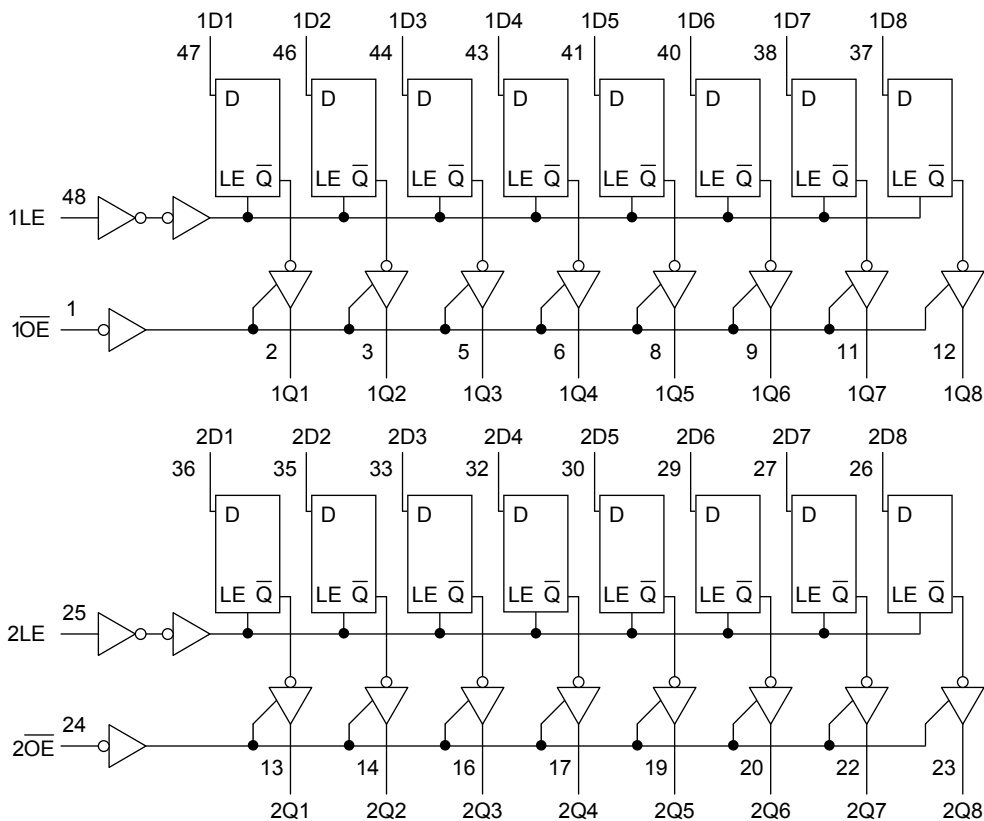 1D1 1D2 1D3 1D4 1D5 1D6 1D7 1D8
47 46 44 43 41 40 38 37
D D D D D D D D
LE Q̅ LE Q̅ LE Q̅ LE Q̅ LE Q̅ LE Q̅ LE Q̅ LE Q̅
48
1LE
1
1O̅E̅
2 3 5 6 8 9 11 12
1Q1 1Q2 1Q3 1Q4 1Q5 1Q6 1Q7 1Q8
2D1 2D2 2D3 2D4 2D5 2D6 2D7 2D8
36 35 33 32 30 29 27 26
D D D D D D D D
LE Q̅ LE Q̅ LE Q̅ LE Q̅ LE Q̅ LE Q̅ LE Q̅ LE Q̅
25
2LE
24
2O̅E̅
13 14 16 17 19 20 22 23
2Q1 2Q2 2Q3 2Q4 2Q5 2Q6 2Q7 2Q8